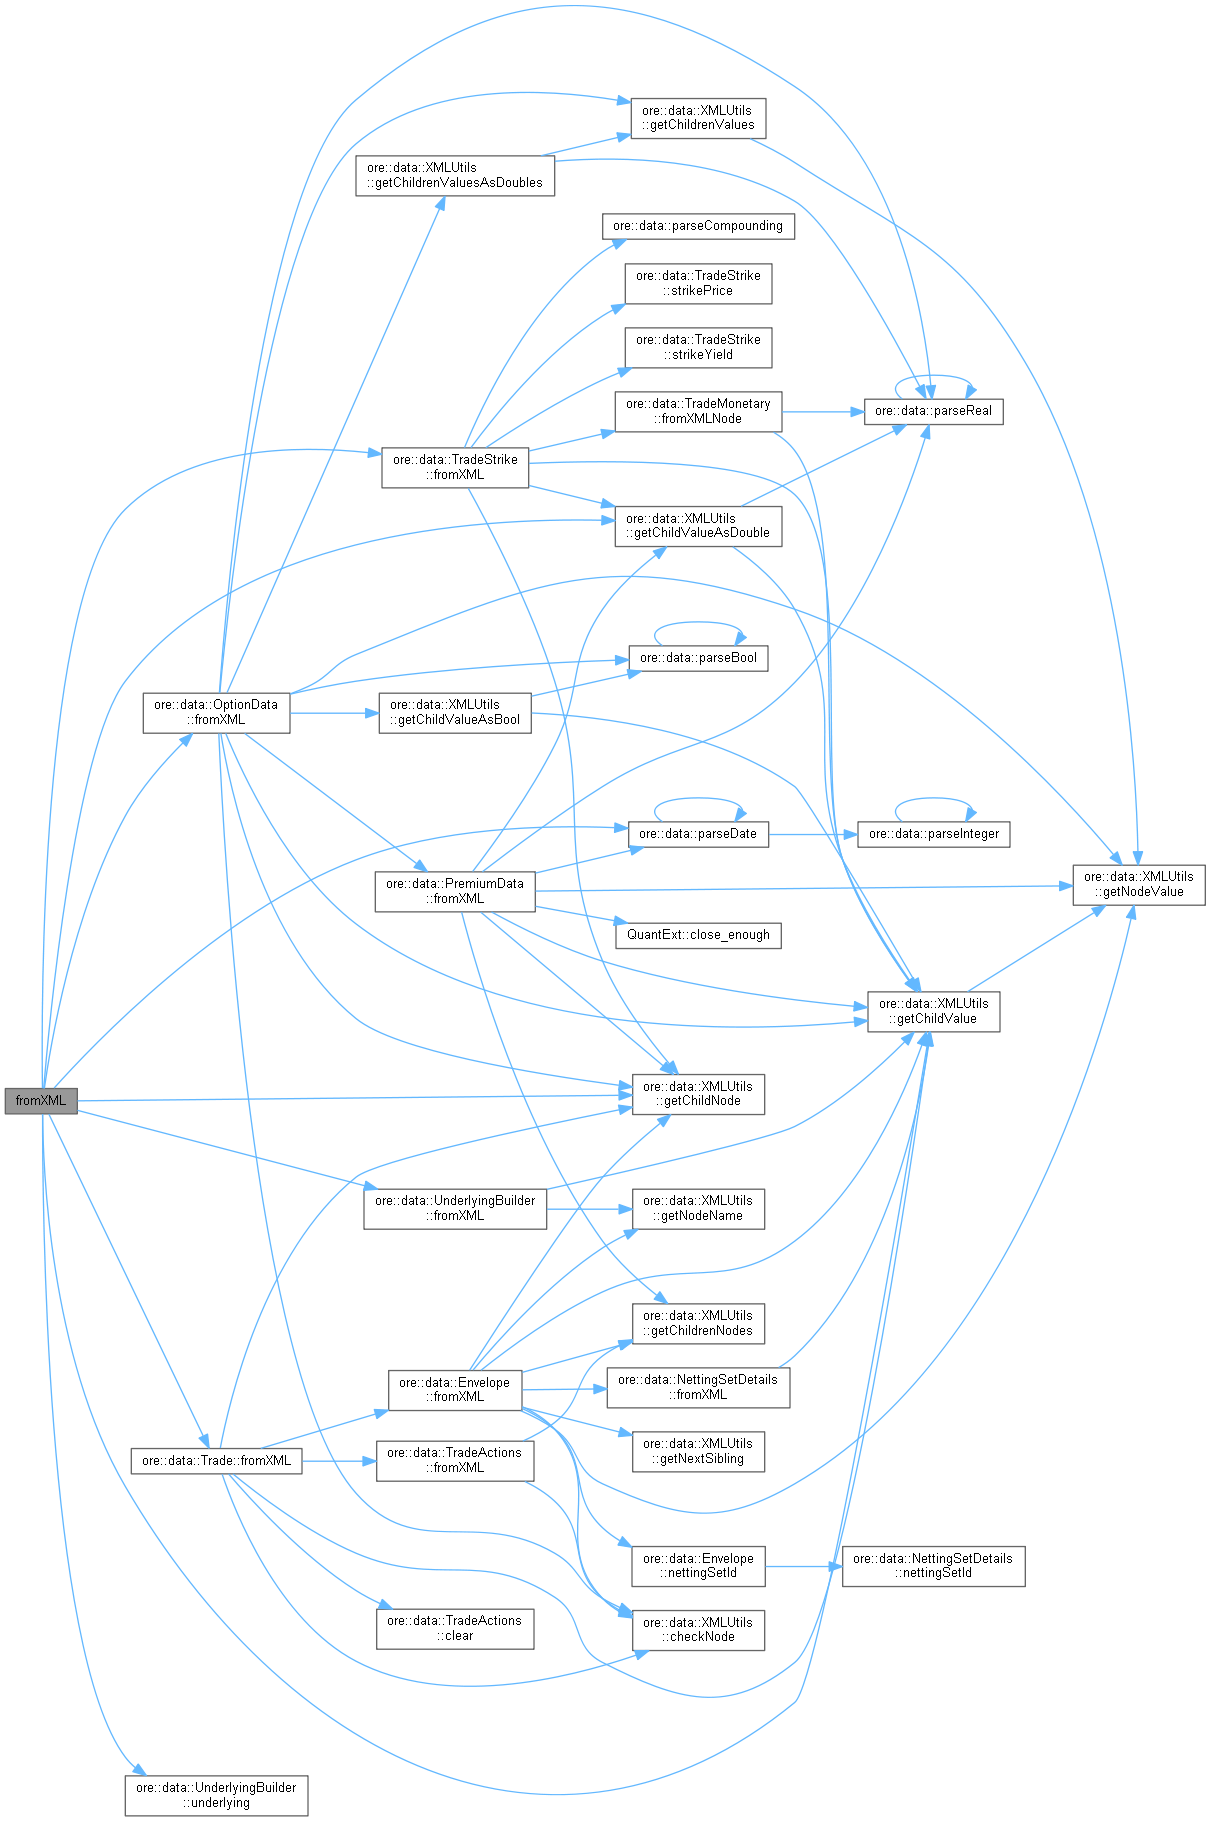 ore::data::XMLUtils
::getChildrenValues
ore::data::XMLUtils
::getChildrenValuesAsDoubles
ore::data::parseCompounding
ore::data::TradeStrike
::strikePrice
ore::data::TradeStrike
::strikeYield
ore::data::TradeMonetary
::fromXMLNode
ore::data::parseReal
ore::data::TradeStrike
::fromXML
ore::data::XMLUtils
::getChildValueAsDouble
ore::data::parseBool
ore::data::OptionData
::fromXML
ore::data::XMLUtils
::getChildValueAsBool
ore::data::parseDate
ore::data::parseInteger
ore::data::PremiumData
::fromXML
ore::data::XMLUtils
::getNodeValue
QuantExt::close_enough
ore::data::XMLUtils
::getChildValue
fromXML
ore::data::XMLUtils
::getChildNode
ore::data::UnderlyingBuilder
::fromXML
ore::data::XMLUtils
::getNodeName
ore::data::XMLUtils
::getChildrenNodes
ore::data::Envelope
::fromXML
ore::data::NettingSetDetails
::fromXML
ore::data::Trade::fromXML
ore::data::TradeActions
::fromXML
ore::data::XMLUtils
::getNextSibling
ore::data::Envelope
::nettingSetId
ore::data::NettingSetDetails
::nettingSetId
ore::data::TradeActions
::clear
ore::data::XMLUtils
::checkNode
ore::data::UnderlyingBuilder
::underlying